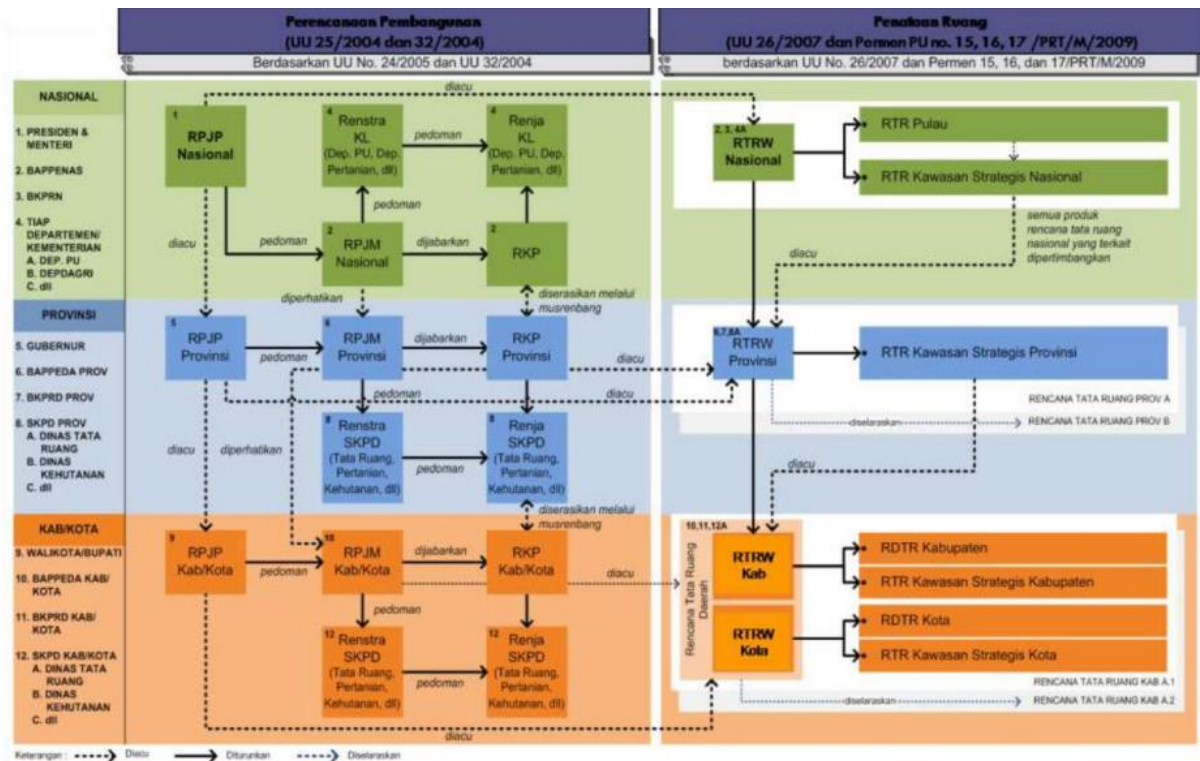 Perencanaan Pembangunan
(UU 25/2004 dan 32/2004)
Berdasarkan UU No. 24/2005 dan UU 32/2004
Penataan Ruang
(UU 26/2007 dan Permen PU no. 15, 16, 17 /PRT/M/2009)
berdasarkan UU No. 26/2007 dan Permen 15, 16, dan 17/PRT/M/2009
NASIONAL
1. PRESIDEN &
MENTERI
2. BAPPENAS
3. BKPRN
4. TIAP
DEPARTEMEN/
KEMENTERIAN
A. DEP. PU
B. DEPDAGRI
C. dll
diacu
1
RPJP
Nasional
4
Renstra
KL
(Dep. PU, Dep.
Pertanian, dll)
pedoman
4
Renja
KL
(Dep. PU, Dep.
Pertanian, dll)
pedoman
diacu
pedoman
2
RPJM
Nasional
dijabarkan
2
RKP
diperhatikan
diserasikan melalui
musrenbang
2, 3, 4A
RTRW
Nasional
RTR Pulau
RTR Kawasan Strategis Nasional
semua produk
rencana tata ruang
nasional yang terkait
dipertimbangkan
PROVINSI
5. GUBERNUR
6. BAPPEDA PROV
7. BKPRD PROV
8. SKPD PROV
A. DINAS TATA
RUANG
B. DINAS
KEHUTANAN
C. dll
5
RPJP
Provinsi
pedoman
6
RPJM
Provinsi
dijabarkan
RKP
Provinsi
diacu
pedoman
diacu
diacu
diperhatikan
8
Renstra
SKPD
(Tata Ruang,
Pertanian,
Kehutanan, dll)
pedoman
8
Renja
SKPD
(Tata Ruang,
Pertanian,
Kehutanan, dll)
diserasikan melalui
musrenbang
6,7,8A
RTRW
Provinsi
RTR Kawasan Strategis Provinsi
RENCANA TATA RUANG PROV A
diselaraskan
RENCANA TATA RUANG PROV B
diacu
KAB/KOTA
9. WALIKOTA/BUPATI
10. BAPPEDA KAB/
KOTA
11. BKPRD KAB/
KOTA
12. SKPD KAB/KOTA
A. DINAS TATA
RUANG
B. DINAS
KEHUTANAN
C. dll
9
RPJP
Kab/Kota
pedoman
10
RPJM
Kab/Kota
dijabarkan
RKP
Kab/Kota
diacu
pedoman
12
Renstra
SKPD
(Tata Ruang,
Pertanian,
Kehutanan, dll)
pedoman
12
Renja
SKPD
(Tata Ruang,
Pertanian,
Kehutanan, dll)
diacu
10,11,12A
Rencana Tata Ruang
Daerah
RTRW
Kab
RTRW
Kota
RDTR Kabupaten
RTR Kawasan Strategis Kabupaten
RDTR Kota
RTR Kawasan Strategis Kota
RENCANA TATA RUANG KAB A.1
diselaraskan
RENCANA TATA RUANG KAB A.2
Keterangan :
Diacu
Diturunkan
Diselaraskan